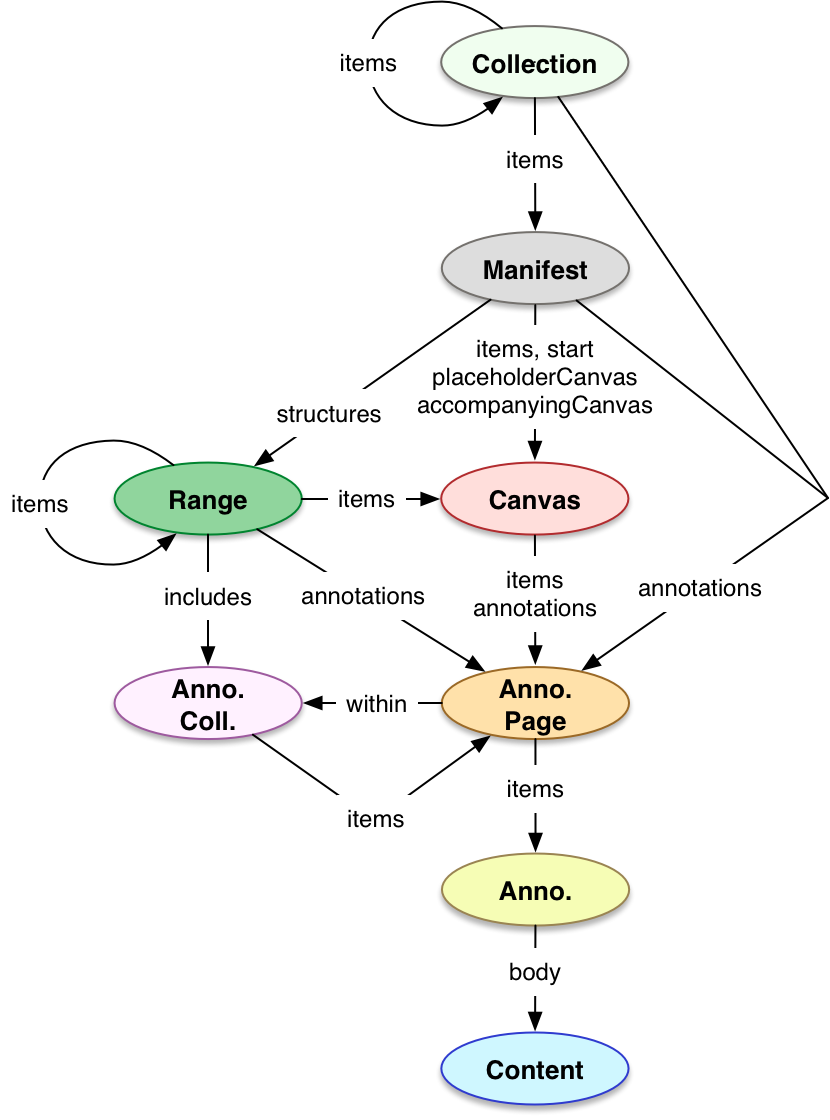 Collection
items
items
Manifest
items, start
placeholderCanvas
accompanyingCanvas
structures
Range
items
items
Canvas
includes
annotations
items
annotations
annotations
Anno.
Coll.
within
Anno.
Page
items
items
Anno.
body
Content